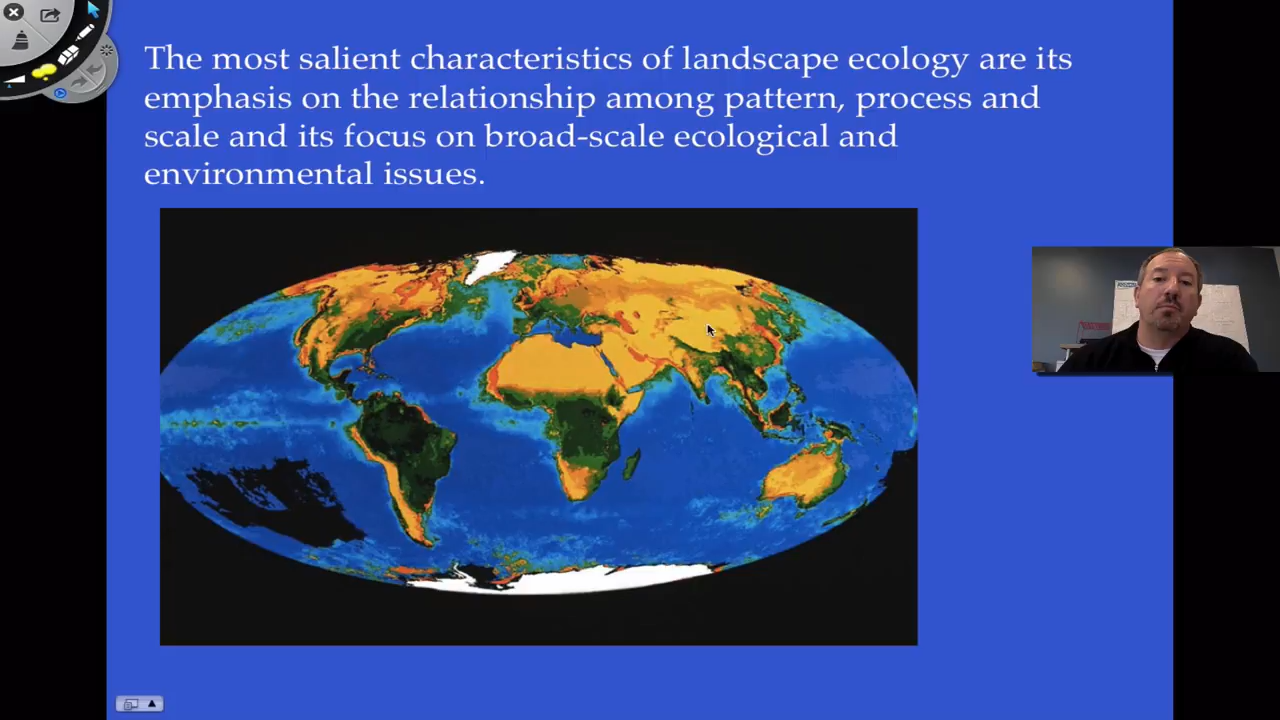 The most salient characteristics of landscape ecology are its
emphasis on the relationship among pattern, process and
scale and its focus on broad-scale ecological and
environmental issues.